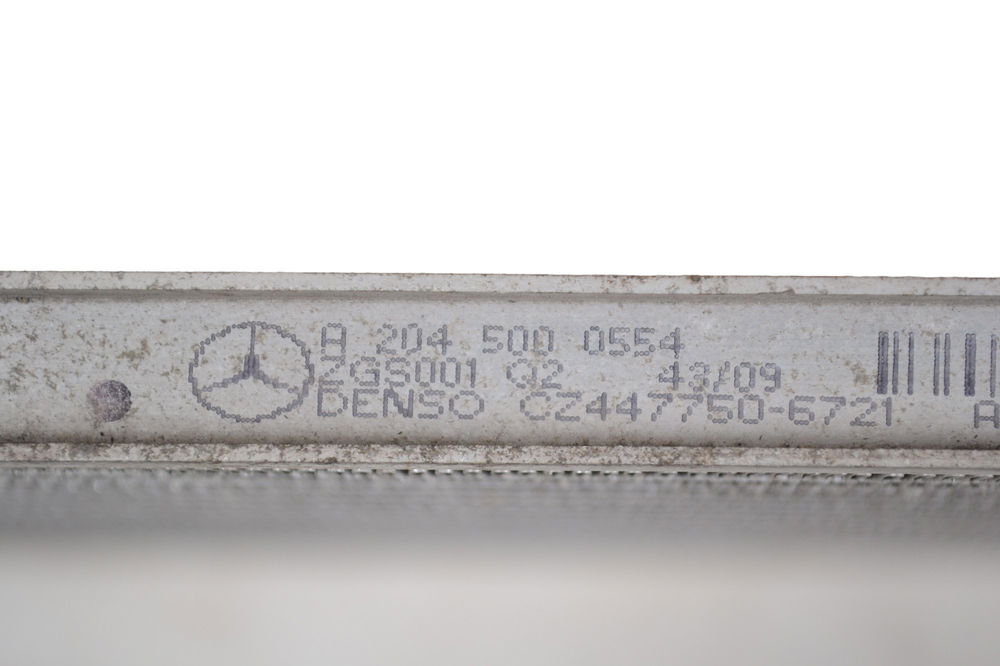 A 204 500 0554
ZGS001 Q2 43/09
DENSO CZ447750-6721
A